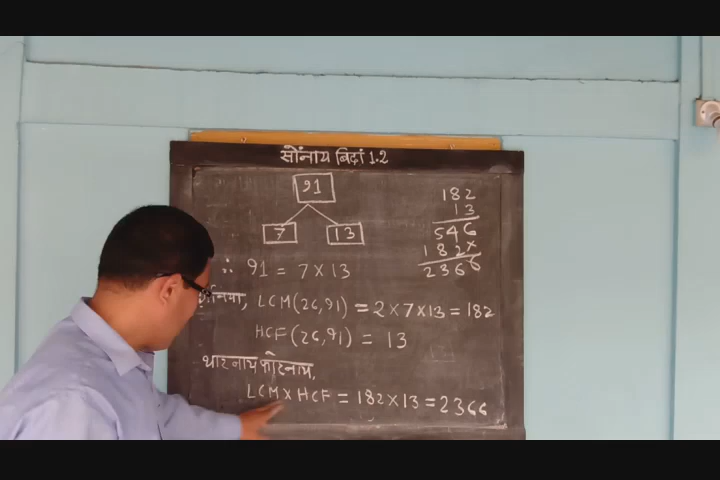 सोंनाय बिदां 1.2
91
7 13
∴ 91 = 7 × 13
LCM(26,91) = 2 × 7 × 13 = 182
HCF(26,91) = 13
थार नाय फोरनाय,
LCM × HCF = 182 × 13 = 2366
182
13
546
182×
2366